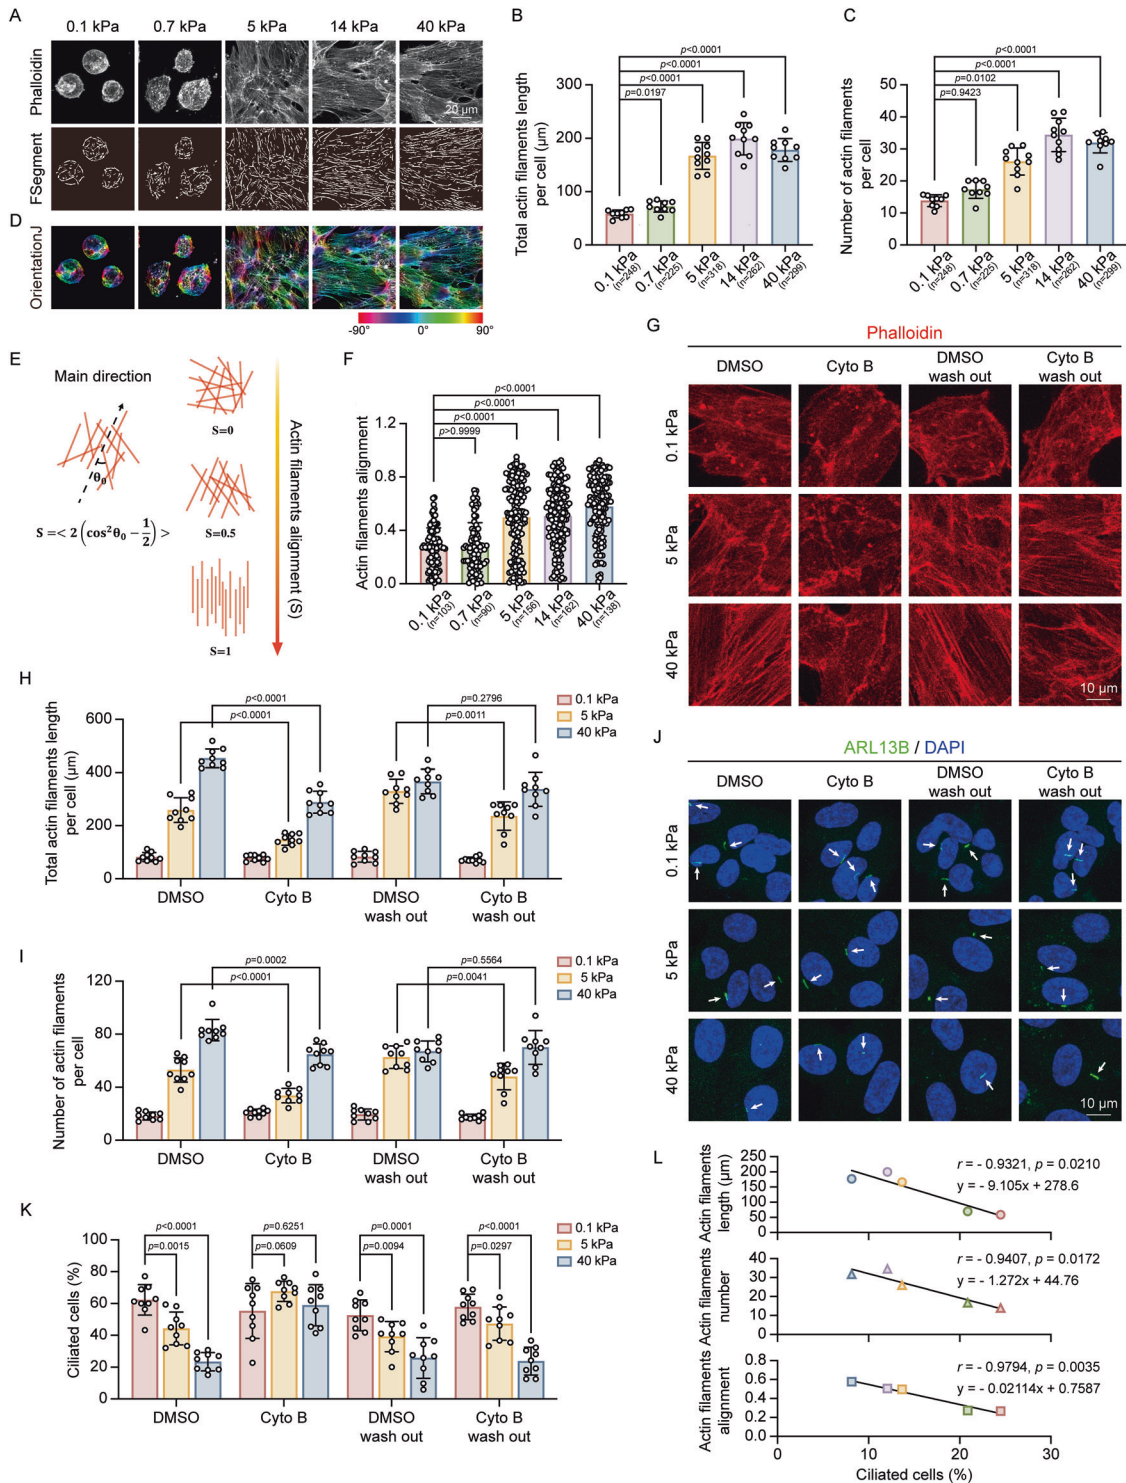 A
0.1 kPa 0.7 kPa 5 kPa 14 kPa 40 kPa
Phalloidin
20 μm
FSegment
D
OrientationJ
-90° 0° 90°
B
Total actin filaments length
per cell (μm)
300
200
100
0
p<0.0001
p<0.0001
p<0.0001
p=0.0197
0.1 kPa
(n=248)
0.7 kPa
(n=225)
5 kPa
(n=318)
14 kPa
(n=262)
40 kPa
(n=299)
C
Number of actin filaments
per cell
50
40
30
20
10
0
p<0.0001
p<0.0001
p=0.0102
p=0.9423
0.1 kPa
(n=248)
0.7 kPa
(n=225)
5 kPa
(n=318)
14 kPa
(n=262)
40 kPa
(n=299)
E
Main direction
θ₀
S =< 2 (cos²θ₀ − 1/2) >
S=0
S=0.5
S=1
Actin filaments alignment (S)
F
Actin filaments alignment
1.2
0.8
0.4
0.0
p<0.0001
p<0.0001
p<0.0001
p>0.9999
0.1 kPa
(n=103)
0.7 kPa
(n=90)
5 kPa
(n=156)
14 kPa
(n=162)
40 kPa
(n=138)
G
Phalloidin
DMSO Cyto B DMSO wash out Cyto B wash out
0.1 kPa
5 kPa
40 kPa
10 μm
H
Total actin filaments length
per cell (μm)
600
400
200
0
p<0.0001
p<0.0001
p=0.2796
p=0.0011
0.1 kPa
5 kPa
40 kPa
DMSO Cyto B DMSO wash out Cyto B wash out
I
Number of actin filaments
per cell
120
80
40
0
p=0.0002
p<0.0001
p=0.5564
p=0.0041
0.1 kPa
5 kPa
40 kPa
DMSO Cyto B DMSO wash out Cyto B wash out
J
ARL13B / DAPI
DMSO Cyto B DMSO wash out Cyto B wash out
0.1 kPa
5 kPa
40 kPa
10 μm
K
Ciliated cells (%)
100
80
60
40
20
0
p<0.0001
p=0.0015
p=0.6251
p=0.0609
p=0.0001
p=0.0094
p<0.0001
p=0.0297
0.1 kPa
5 kPa
40 kPa
DMSO Cyto B DMSO wash out Cyto B wash out
L
Actin filaments
length (μm)
250
200
150
100
50
0
r = - 0.9321, p = 0.0210
y = - 9.105x + 278.6
Actin filaments
number
40
30
20
10
0
r = - 0.9407, p = 0.0172
y = - 1.272x + 44.76
Actin filaments
alignment
0.8
0.6
0.4
0.2
0.0
r = - 0.9794, p = 0.0035
y = - 0.02114x + 0.7587
10 20 30
Ciliated cells (%)